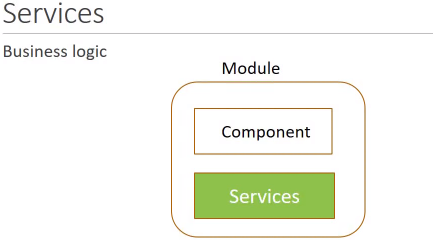 Services
Business logic
Module
Component
Services